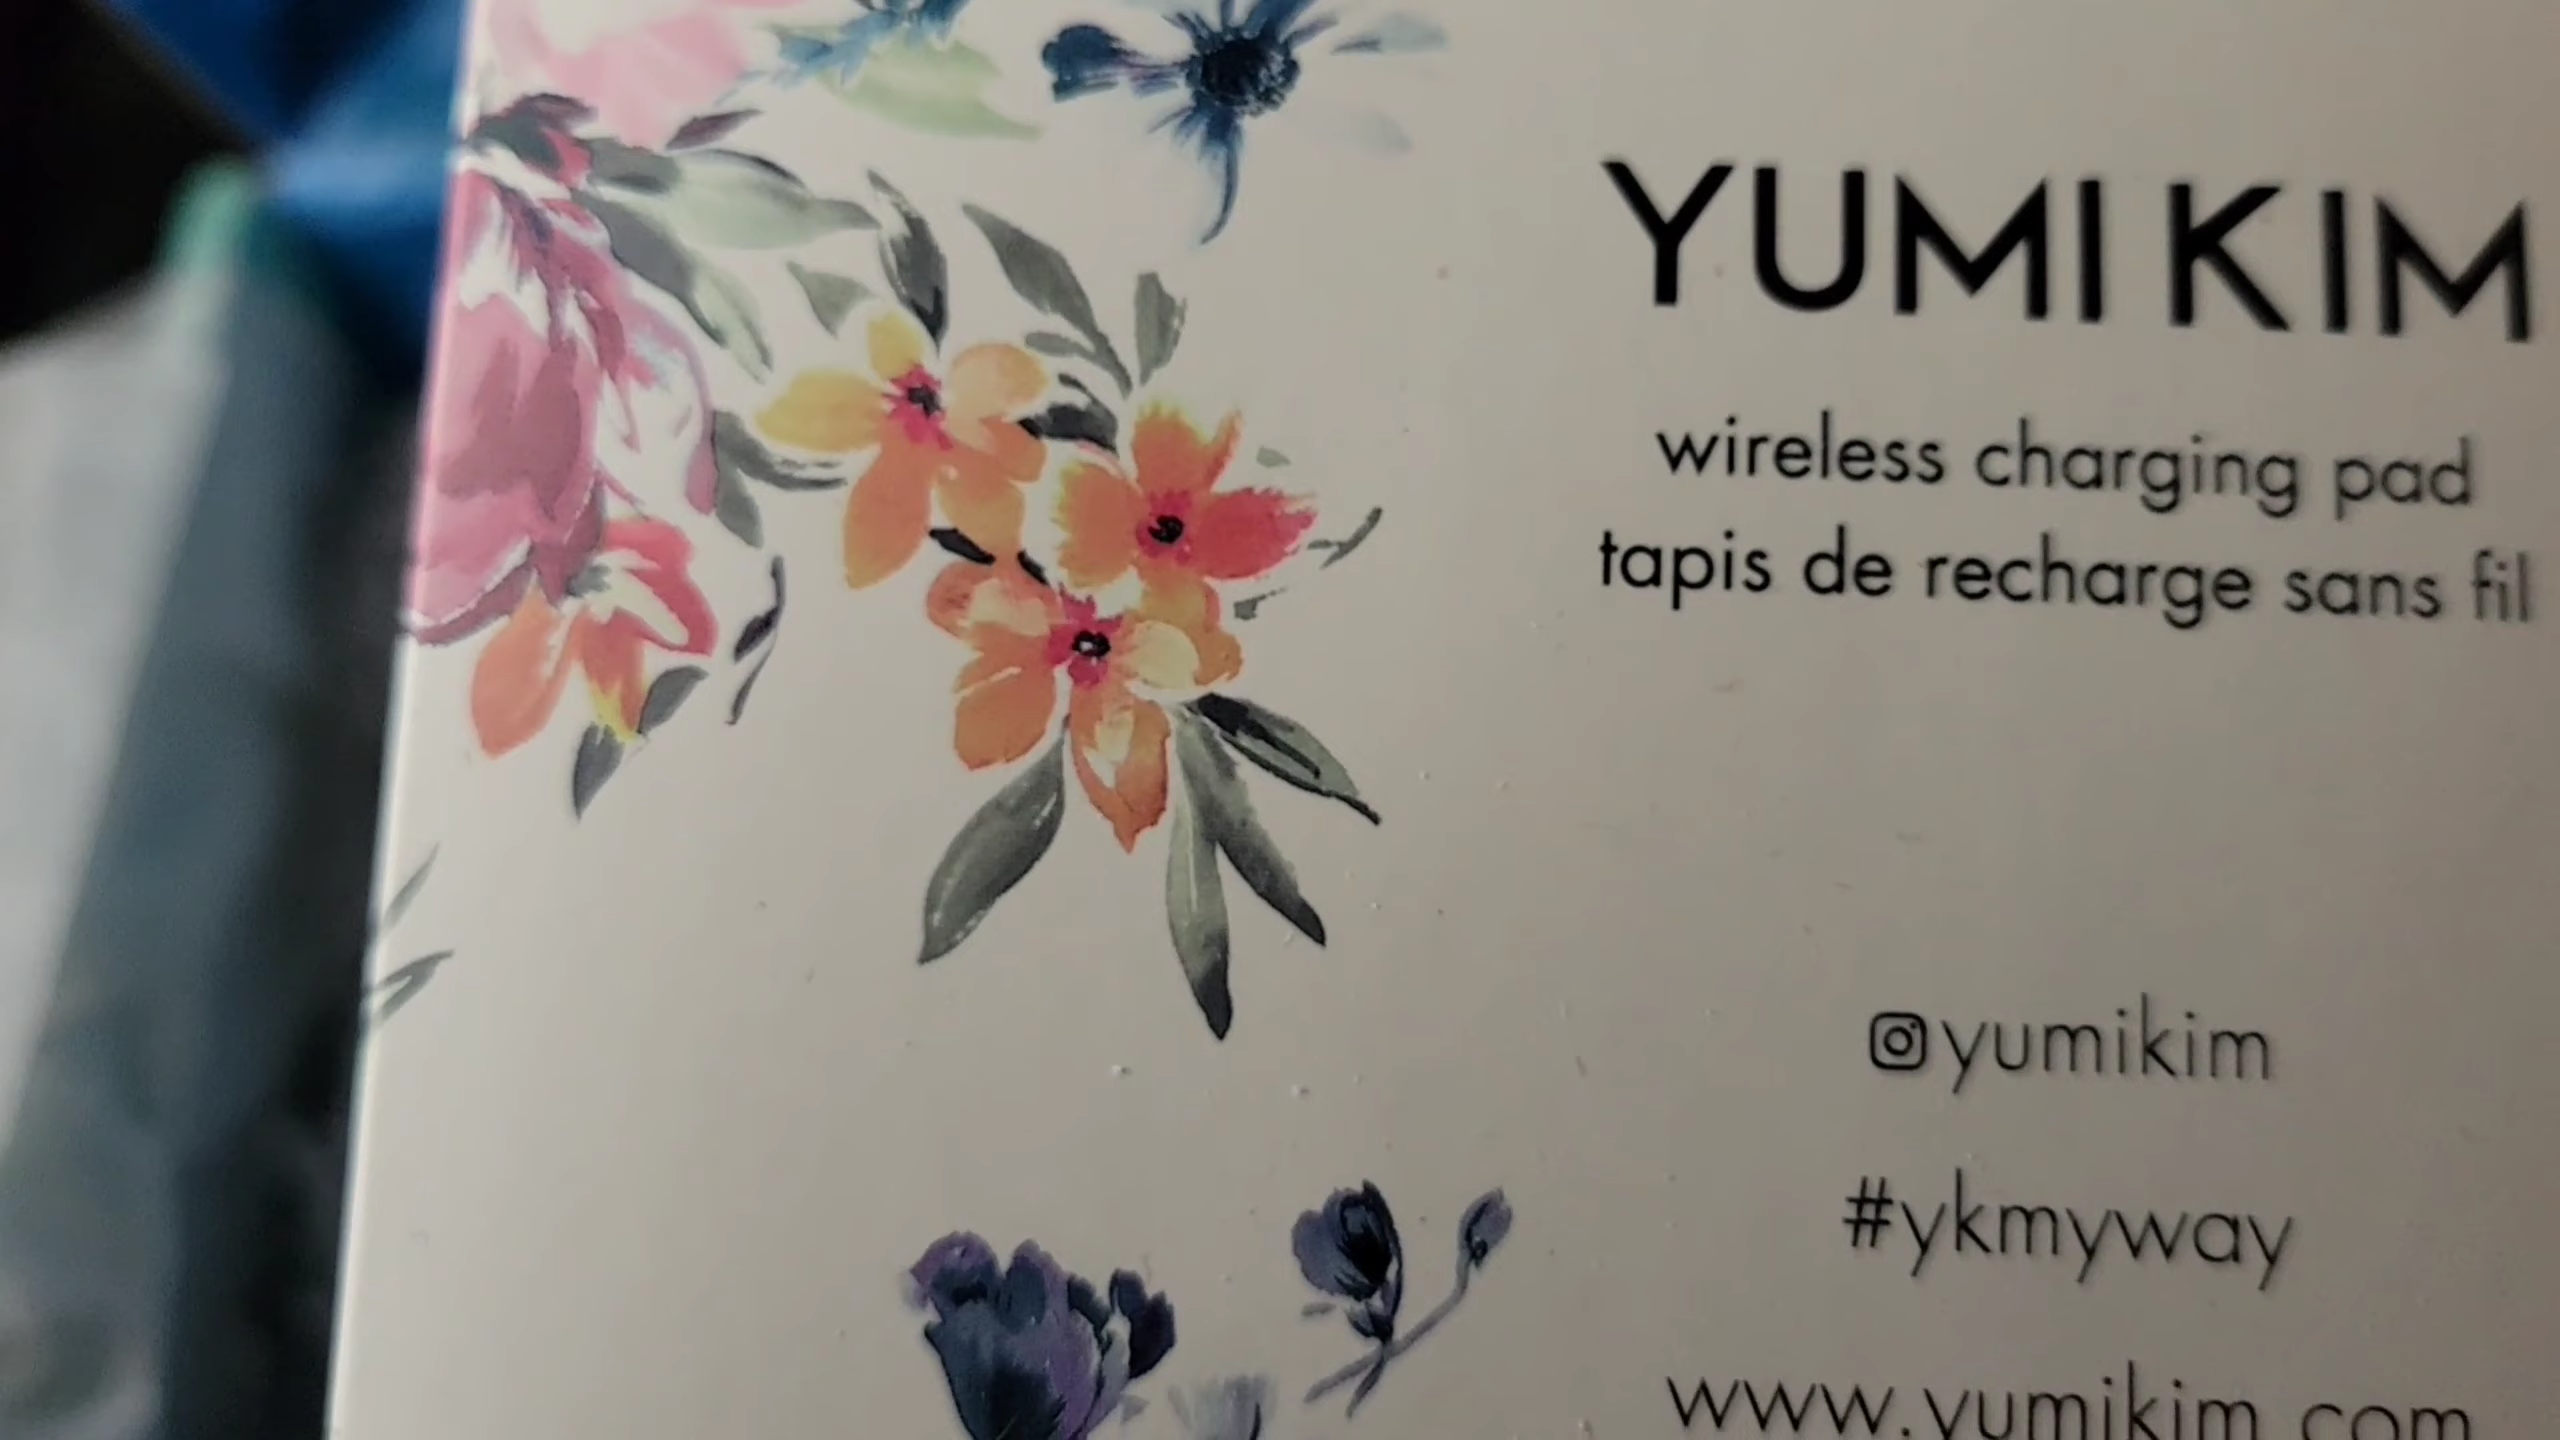 YUMI KIM
wireless charging pad
tapis de recharge sans fil
@yumikim
#ykmyway
www.yumikim.com